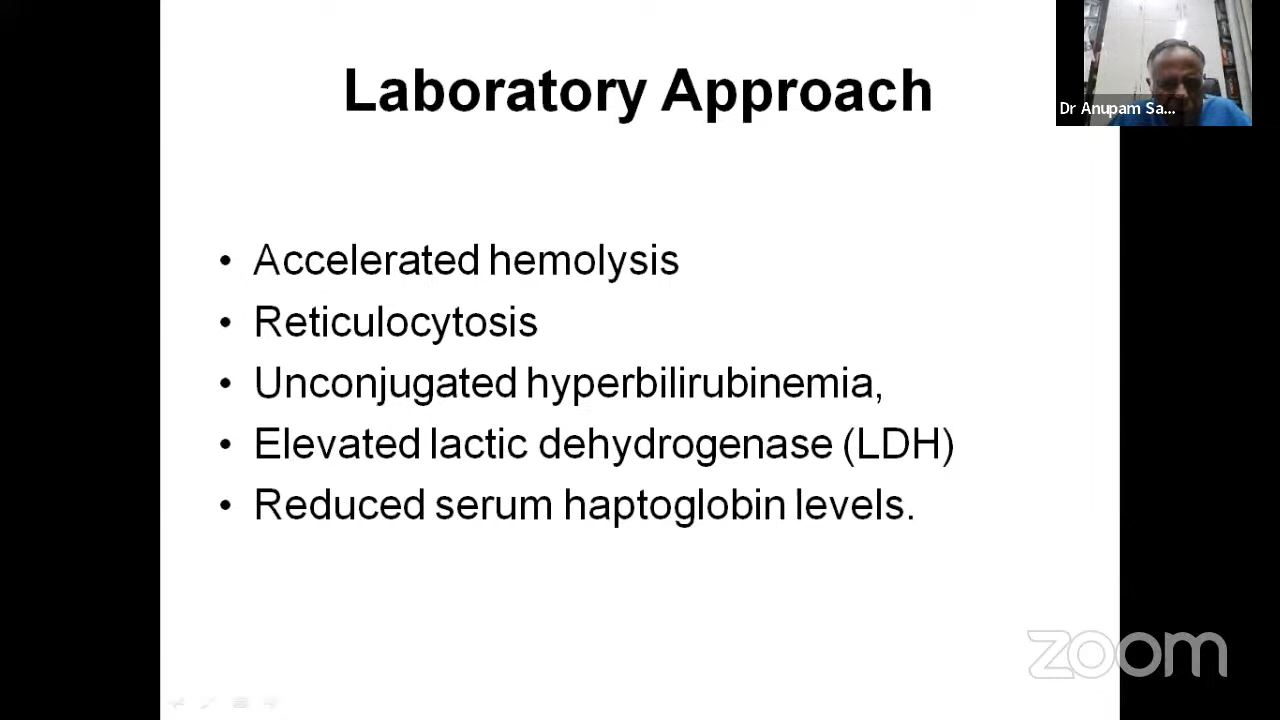 Laboratory Approach
Dr Anupam Sa...
• Accelerated hemolysis
• Reticulocytosis
• Unconjugated hyperbilirubinemia,
• Elevated lactic dehydrogenase (LDH)
• Reduced serum haptoglobin levels.
zoom